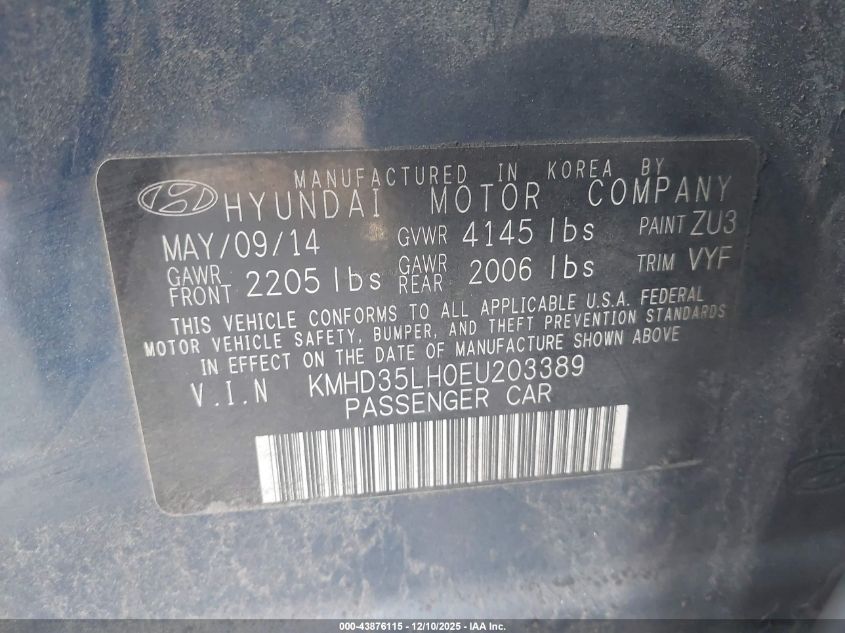 MANUFACTURED IN KOREA BY
HYUNDAI MOTOR COMPANY
MAY/09/14 GVWR 4145 lbs PAINT ZU3
GAWR FRONT 2205 lbs GAWR REAR 2006 lbs TRIM VYF
THIS VEHICLE CONFORMS TO ALL APPLICABLE U.S.A. FEDERAL
MOTOR VEHICLE SAFETY, BUMPER, AND THEFT PREVENTION STANDARDS
IN EFFECT ON THE DATE OF MANUFACTURE SHOWN ABOVE
V.I.N KMHD35LH0EU203389
PASSENGER CAR
000-43876115 - 12/10/2025 - IAA Inc.